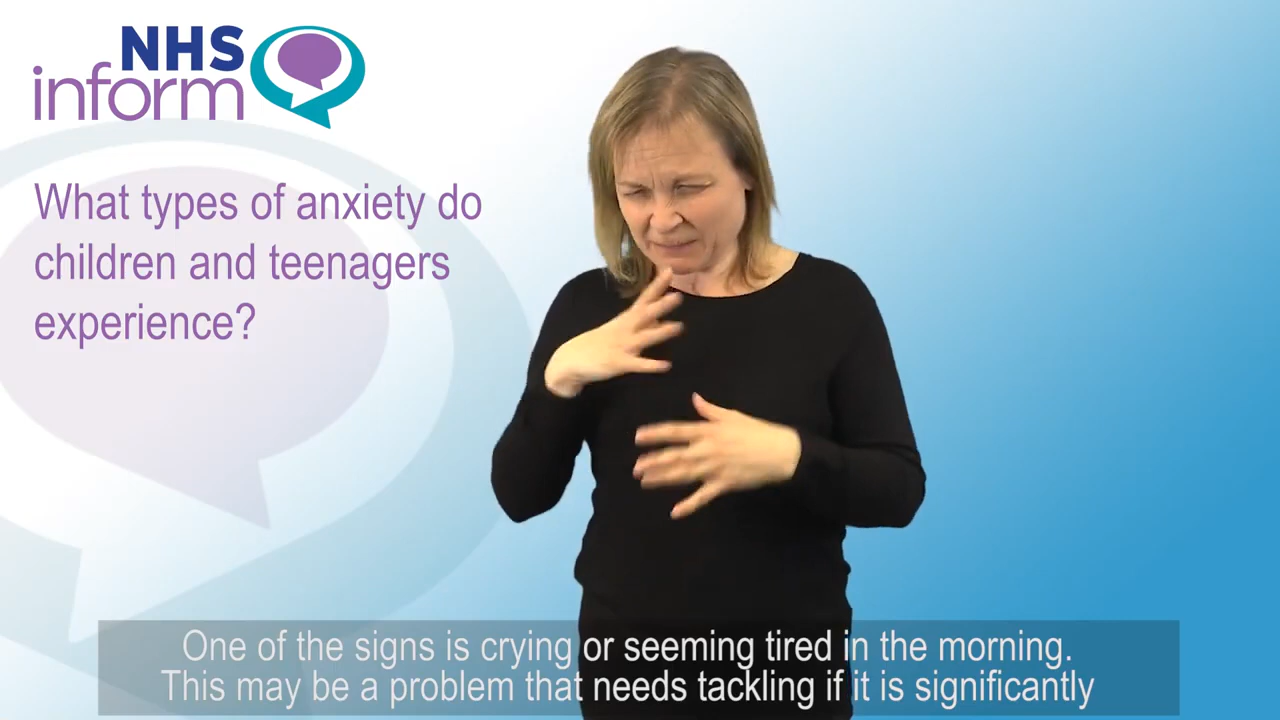 NHS
inform
What types of anxiety do
children and teenagers
experience?
One of the signs is crying or seeming tired in the morning.
This may be a problem that needs tackling if it is significantly